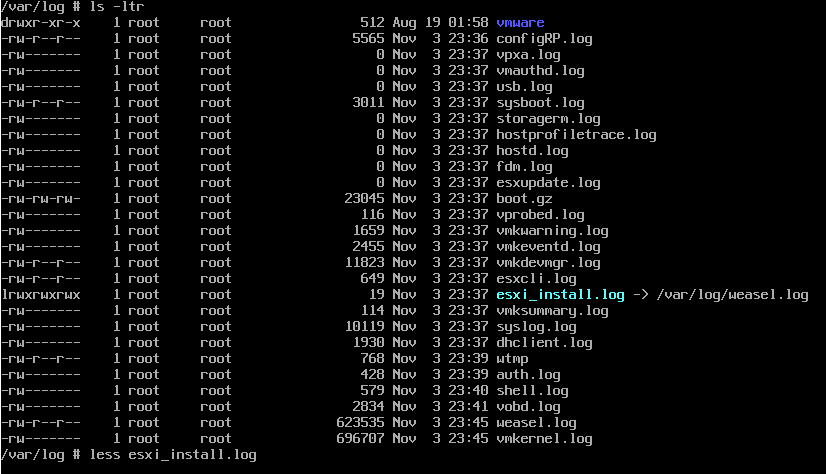 /var/log # ls -ltr
drwxr-xr-x 1 root root 512 Aug 19 01:58 vmware
-rw-r--r-- 1 root root 5565 Nov 3 23:36 configRP.log
-rw------- 1 root root 0 Nov 3 23:37 vpxa.log
-rw------- 1 root root 0 Nov 3 23:37 vmauthd.log
-rw------- 1 root root 0 Nov 3 23:37 usb.log
-rw-r--r-- 1 root root 3011 Nov 3 23:37 sysboot.log
-rw------- 1 root root 0 Nov 3 23:37 storagerm.log
-rw------- 1 root root 0 Nov 3 23:37 hostprofiletrace.log
-rw------- 1 root root 0 Nov 3 23:37 hostd.log
-rw------- 1 root root 0 Nov 3 23:37 fdm.log
-rw------- 1 root root 0 Nov 3 23:37 esxupdate.log
-rw-rw-rw- 1 root root 23045 Nov 3 23:37 boot.gz
-rw------- 1 root root 116 Nov 3 23:37 vprobed.log
-rw------- 1 root root 1659 Nov 3 23:37 vmkwarning.log
-rw------- 1 root root 2455 Nov 3 23:37 vmkeventd.log
-rw-r--r-- 1 root root 11823 Nov 3 23:37 vmkdevmgr.log
-rw-r--r-- 1 root root 649 Nov 3 23:37 esxcli.log
lrwxrwxrwx 1 root root 19 Nov 3 23:37 esxi_install.log -> /var/log/weasel.log
-rw------- 1 root root 114 Nov 3 23:37 vmksummary.log
-rw------- 1 root root 10119 Nov 3 23:37 syslog.log
-rw------- 1 root root 1930 Nov 3 23:37 dhclient.log
-rw-r--r-- 1 root root 768 Nov 3 23:39 wtmp
-rw------- 1 root root 428 Nov 3 23:39 auth.log
-rw------- 1 root root 579 Nov 3 23:40 shell.log
-rw------- 1 root root 2834 Nov 3 23:41 vobd.log
-rw-r--r-- 1 root root 623535 Nov 3 23:45 weasel.log
-rw------- 1 root root 696707 Nov 3 23:45 vmkernel.log
/var/log # less esxi_install.log